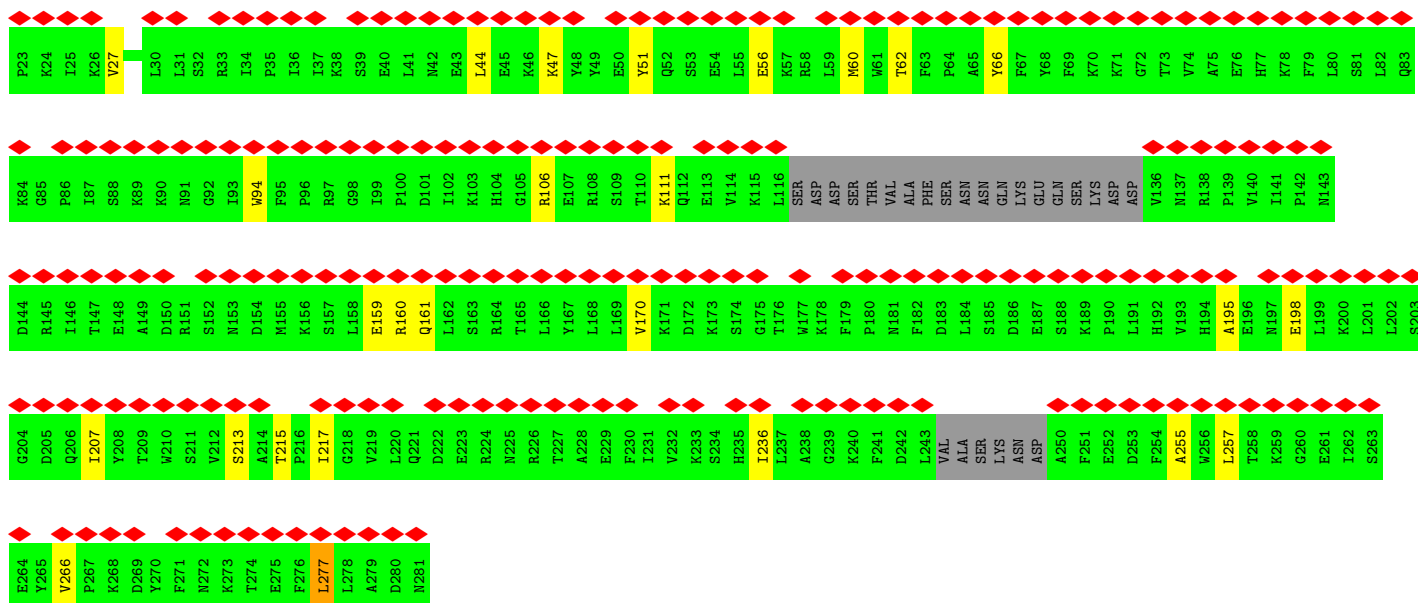 P23 K24 I25 K26 V27 L30 L31 S32 R33 I34 P35 I36 I37 K38 S39 E40 L41 N42 E43 L44 E45 K46 K47 Y48 Y49 E50 Y51 Q52 S53 E54 L55 E56 K57 R58 L59 M60 W61 T62 F63 P64 A65 Y66 F67 Y68 F69 K70 K71 G72 T73 V74 A75 E76 H77 K78 F79 L80 S81 L82 Q83
K84 G85 P86 I87 S88 K89 K90 N91 G92 I93 W94 F95 P96 R97 G98 I99 P100 D101 I102 K103 H104 G105 R106 E107 R108 S109 T110 K111 Q112 E113 V114 K115 L116 SER ASP ASP SER THR VAL ALA PHE SER ASN ASN GLN LYS GLU GLN SER LYS ASP ASP V136 N137 R138 P139 V140 I141 P142 N143
D144 R145 I146 T147 E148 A149 D150 R151 S152 N153 D154 M155 K156 S157 L158 E159 R160 Q161 L162 S163 R164 T165 L166 Y167 L168 L169 V170 K171 D172 K173 S174 G175 T176 W177 K178 F179 P180 N181 F182 D183 L184 S185 D186 E187 S188 K189 P190 L191 H192 V193 H194 A195 E196 N197 E198 L199 K200 L201 L202 S203
G204 D205 Q206 I207 Y208 T209 W210 S211 V212 S213 A214 T215 P216 I217 G218 V219 L220 Q221 D222 E223 R224 N225 R226 T227 A228 E229 F230 I231 V232 K233 S234 H235 I236 L237 A238 G239 K240 F241 D242 L243 VAL ALA SER LYS ASN ASP A250 F251 E252 D253 F254 A255 W256 L257 T258 K259 G260 E261 I262 S263
E264 Y265 V266 P267 K268 D269 Y270 F271 N272 K273 T274 E275 F276 L277 L278 A279 D280 N281